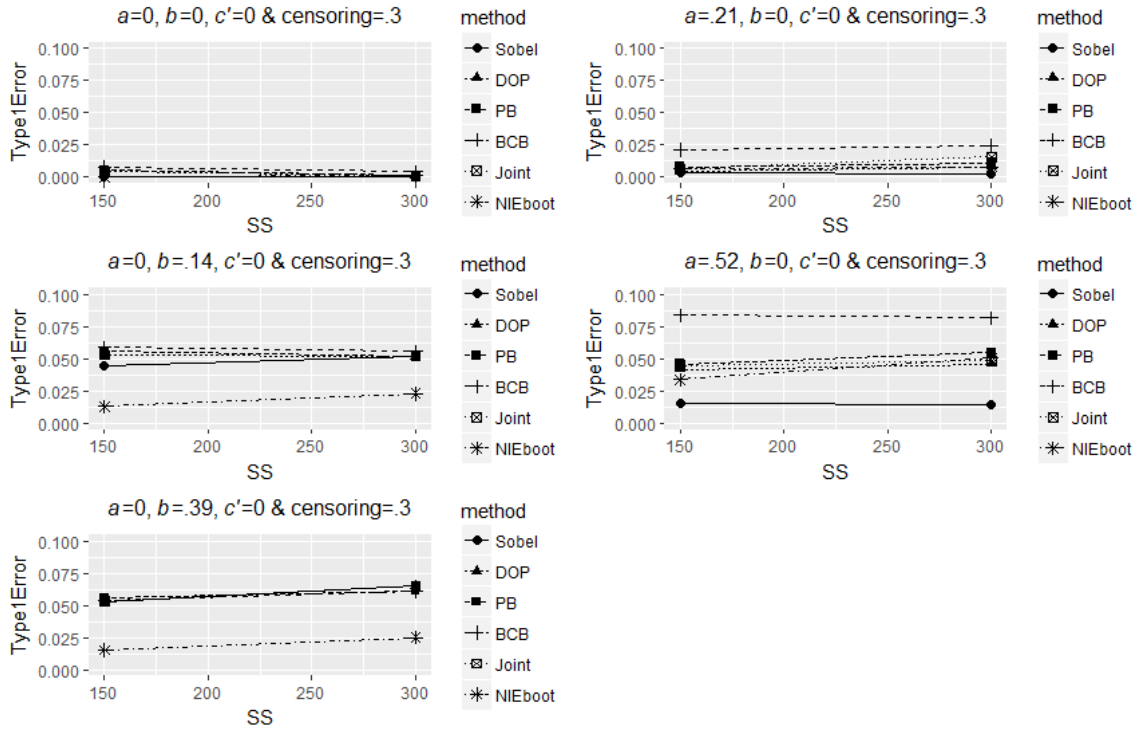 a=0, b=0, c'=0 & censoring=.3
method
Sobel
DOP
PB
BCB
Joint
NIEboot
Type1Error
0.100
0.075
0.050
0.025
0.000
150
200
250
300
SS
a=.21, b=0, c'=0 & censoring=.3
method
Sobel
DOP
PB
BCB
Joint
NIEboot
Type1Error
0.100
0.075
0.050
0.025
0.000
150
200
250
300
SS
a=0, b=.14, c'=0 & censoring=.3
method
Sobel
DOP
PB
BCB
Joint
NIEboot
Type1Error
0.100
0.075
0.050
0.025
0.000
150
200
250
300
SS
a=.52, b=0, c'=0 & censoring=.3
method
Sobel
DOP
PB
BCB
Joint
NIEboot
Type1Error
0.100
0.075
0.050
0.025
0.000
150
200
250
300
SS
a=0, b=.39, c'=0 & censoring=.3
method
Sobel
DOP
PB
BCB
Joint
NIEboot
Type1Error
0.100
0.075
0.050
0.025
0.000
150
200
250
300
SS